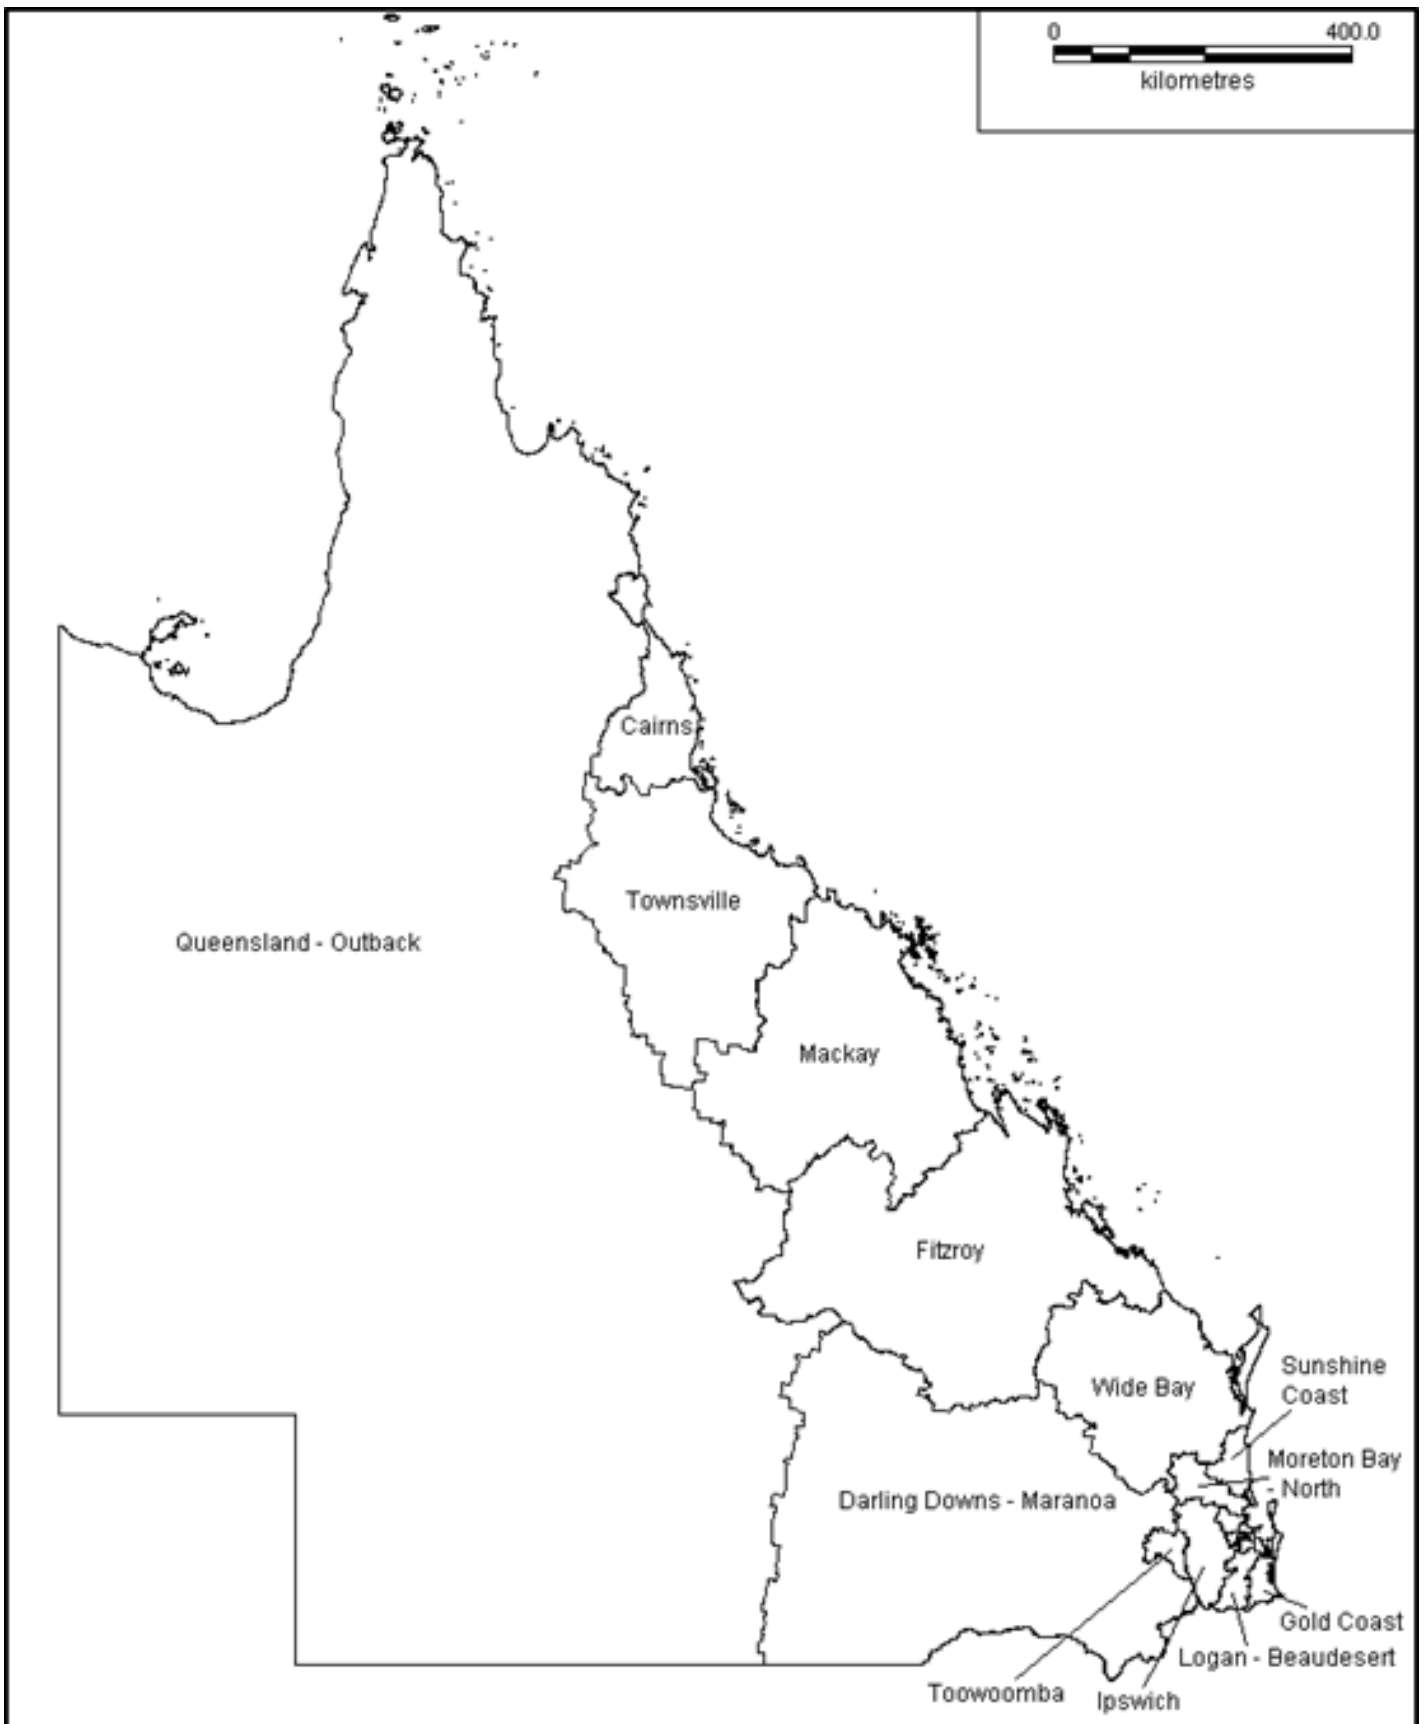 0 400.0
kilometres
Cairns
Townsville
Queensland - Outback
Mackay
Fitzroy
Sunshine
Coast
Wide Bay
Moreton Bay
- North
Darling Downs - Maranoa
Gold Coast
Logan - Beaudesert
Toowoomba
Ipswich